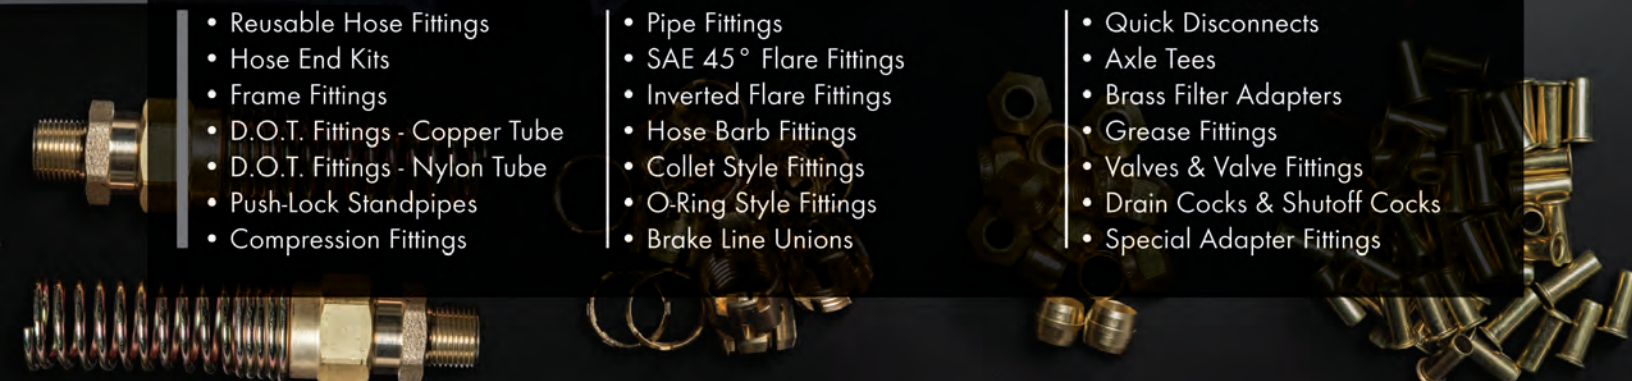 • Reusable Hose Fittings
• Hose End Kits
• Frame Fittings
• D.O.T. Fittings - Copper Tube
• D.O.T. Fittings - Nylon Tube
• Push-Lock Standpipes
• Compression Fittings
• Pipe Fittings
• SAE 45° Flare Fittings
• Inverted Flare Fittings
• Hose Barb Fittings
• Collet Style Fittings
• O-Ring Style Fittings
• Brake Line Unions
• Quick Disconnects
• Axle Tees
• Brass Filter Adapters
• Grease Fittings
• Valves & Valve Fittings
• Drain Cocks & Shutoff Cocks
• Special Adapter Fittings